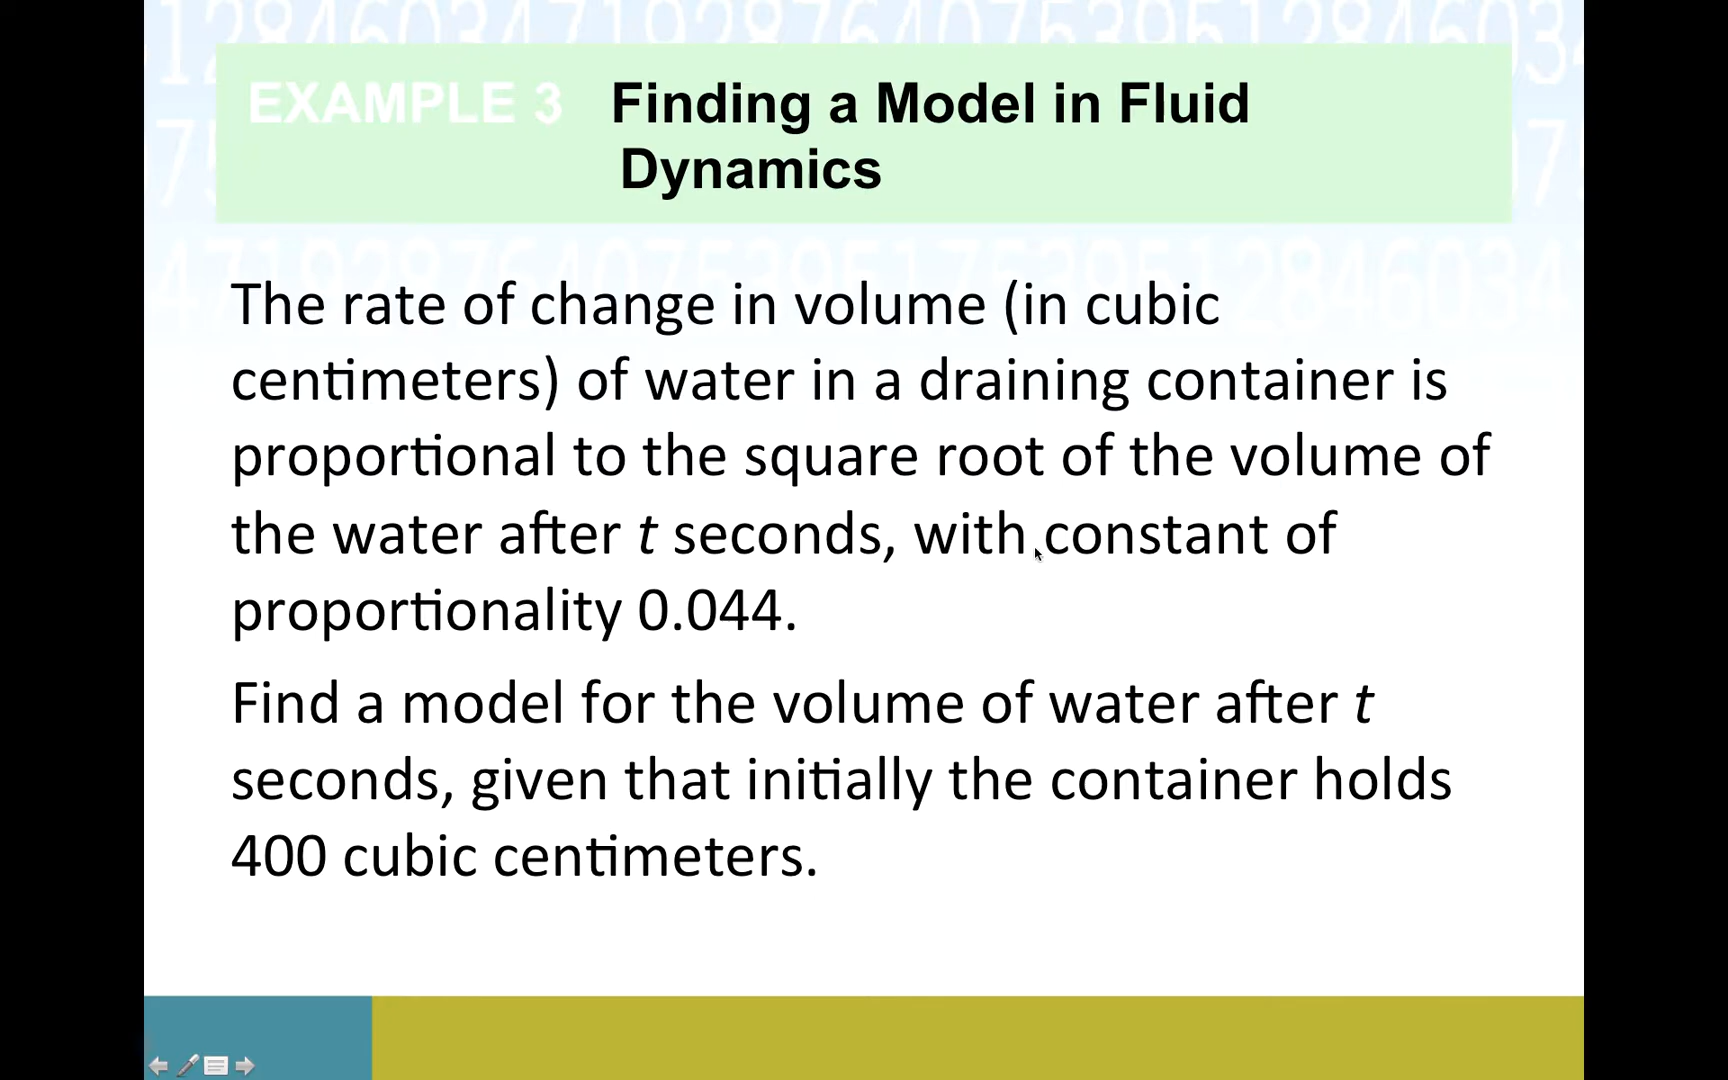 EXAMPLE 3 Finding a Model in Fluid
Dynamics
The rate of change in volume (in cubic
centimeters) of water in a draining container is
proportional to the square root of the volume of
the water after t seconds, with constant of
proportionality 0.044.
Find a model for the volume of water after t
seconds, given that initially the container holds
400 cubic centimeters.